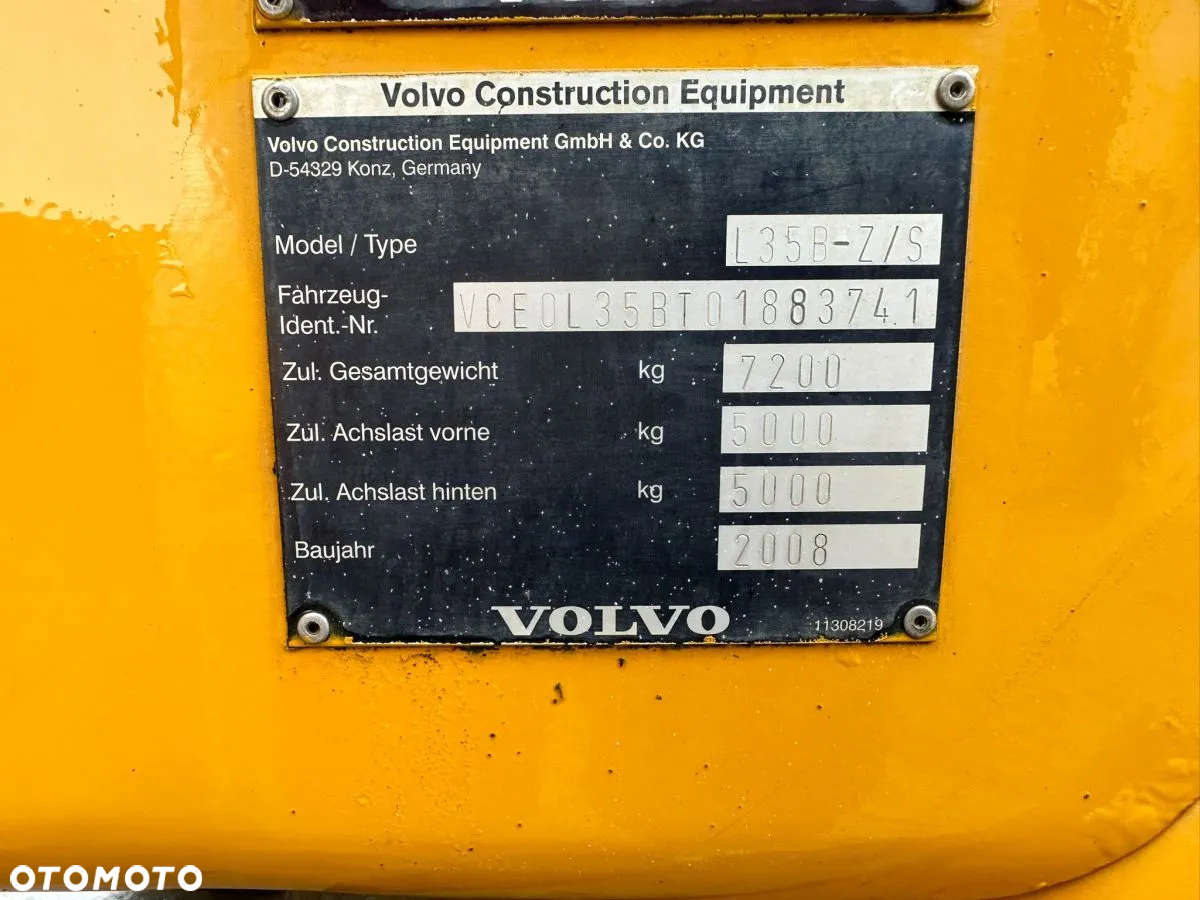 Volvo Construction Equipment
Volvo Construction Equipment GmbH & Co. KG
D-54329 Konz, Germany
Model / Type L35B-Z/S
Fahrzeug-
Ident.-Nr. VCE0L35BT01883741
Zul. Gesamtgewicht kg 7200
Zul. Achslast vorne kg 5000
Zul. Achslast hinten kg 5000
Baujahr 2008
VOLVO
11308219
OTOMOTO